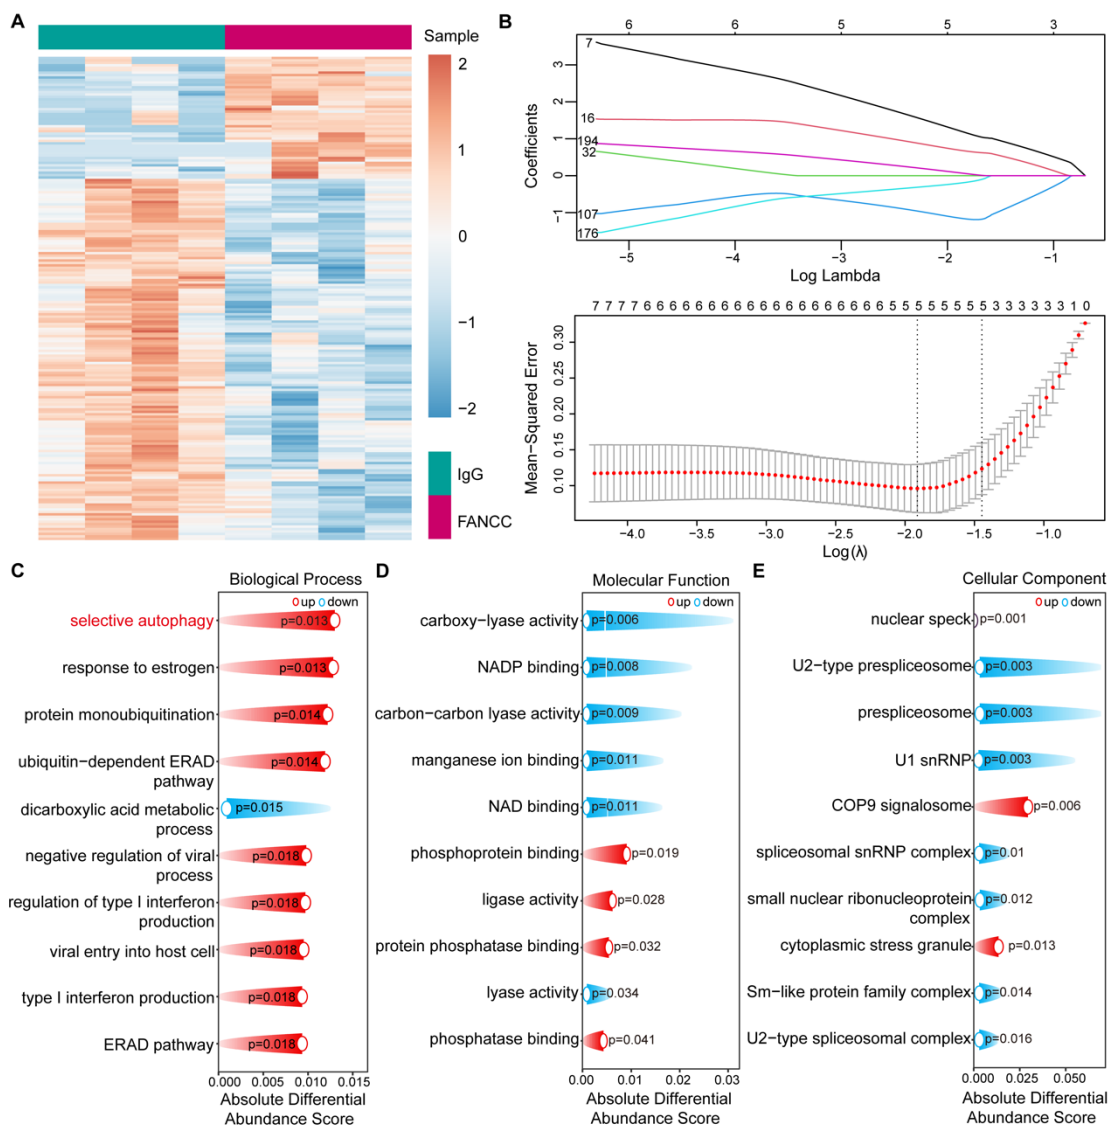 A
Sample
2
1
0
−1
−2
IgG
FANCC
B
6
6
5
5
3
7
16
194
32
107
176
3
2
1
0
−1
Coefficients
−5
−4
−3
−2
−1
Log Lambda
7 7 7 7 6 6 6 6 6 6 6 6 6 6 6 6 6 6 6 6 6 6 6 6 5 5 5 5 5 5 5 3 3 3 3 3 3 1 0
0.30
0.25
0.20
0.15
0.10
Mean−Squared Error
−4.0
−3.5
−3.0
−2.5
−2.0
−1.5
−1.0
Log(λ)
C
Biological Process
up down
selective autophagy
p=0.013
response to estrogen
p=0.013
protein monoubiquitination
p=0.014
ubiquitin−dependent ERAD
pathway
p=0.014
dicarboxylic acid metabolic
process
p=0.015
negative regulation of viral
process
p=0.018
regulation of type I interferon
production
p=0.018
viral entry into host cell
p=0.018
type I interferon production
p=0.018
ERAD pathway
p=0.018
0.000
0.005
0.010
0.015
Absolute Differential
Abundance Score
D
Molecular Function
up down
carboxy−lyase activity
p=0.006
NADP binding
p=0.008
carbon−carbon lyase activity
p=0.009
manganese ion binding
p=0.011
NAD binding
p=0.011
phosphoprotein binding
p=0.019
ligase activity
p=0.028
protein phosphatase binding
p=0.032
lyase activity
p=0.034
phosphatase binding
p=0.041
0.00
0.01
0.02
0.03
Absolute Differential
Abundance Score
E
Cellular Component
up down
nuclear speck
p=0.001
U2−type prespliceosome
p=0.003
prespliceosome
p=0.003
U1 snRNP
p=0.003
COP9 signalosome
p=0.006
spliceosomal snRNP complex
p=0.01
small nuclear ribonucleoprotein
complex
p=0.012
cytoplasmic stress granule
p=0.013
Sm−like protein family complex
p=0.014
U2−type spliceosomal complex
p=0.016
0.000
0.025
0.050
Absolute Differential
Abundance Score